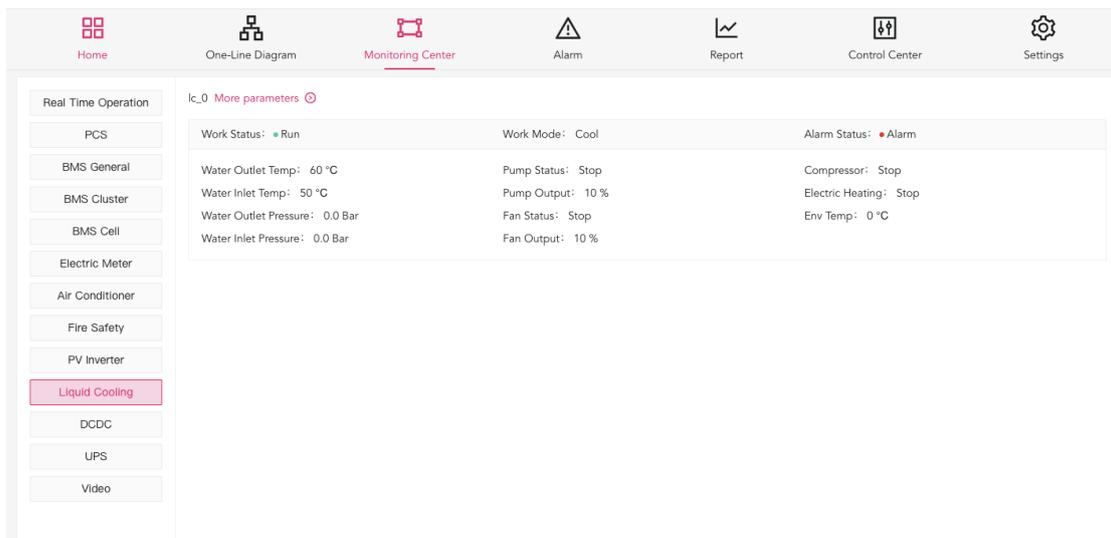 Home One-Line Diagram Monitoring Center Alarm Report Control Center Settings
Real Time Operation
PCS
BMS General
BMS Cluster
BMS Cell
Electric Meter
Air Conditioner
Fire Safety
PV Inverter
Liquid Cooling
DCDC
UPS
Video
lc_0 More parameters
Work Status: Run Work Mode: Cool Alarm Status: Alarm
Water Outlet Temp: 60 °C Pump Status: Stop Compressor: Stop
Water Inlet Temp: 50 °C Pump Output: 10 % Electric Heating: Stop
Water Outlet Pressure: 0.0 Bar Fan Status: Stop Env Temp: 0 °C
Water Inlet Pressure: 0.0 Bar Fan Output: 10 %